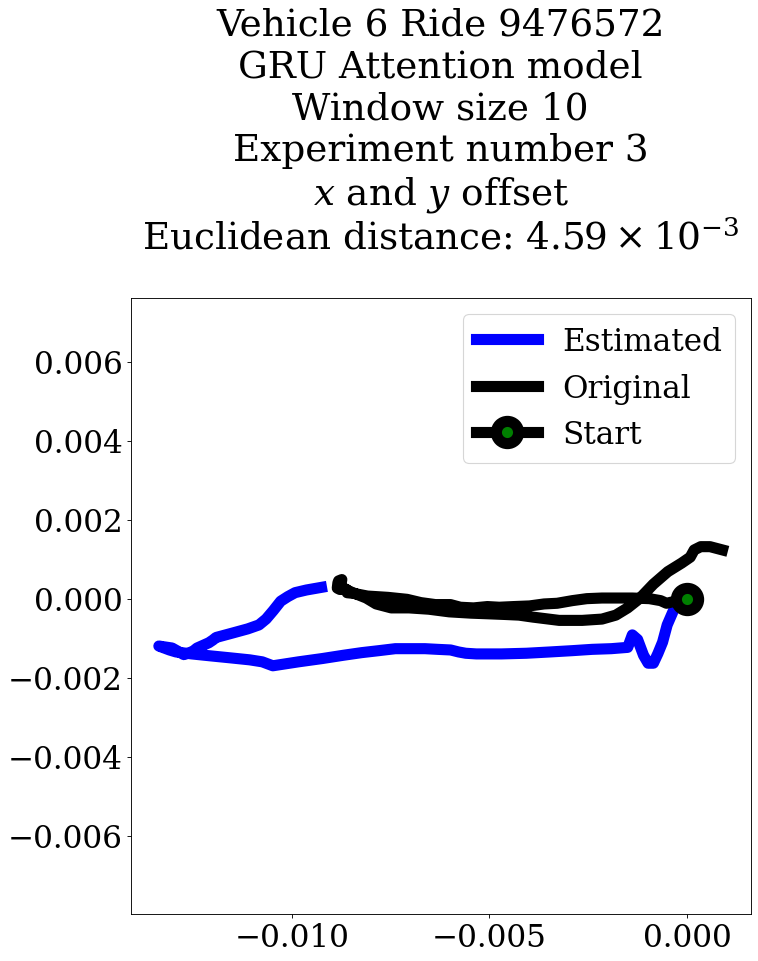 Vehicle 6 Ride 9476572
GRU Attention model
Window size 10
Experiment number 3
x and y offset
Euclidean distance: 4.59 × 10⁻³
Estimated
Original
Start
0.006
0.004
0.002
0.000
−0.002
−0.004
−0.006
−0.010
−0.005
0.000